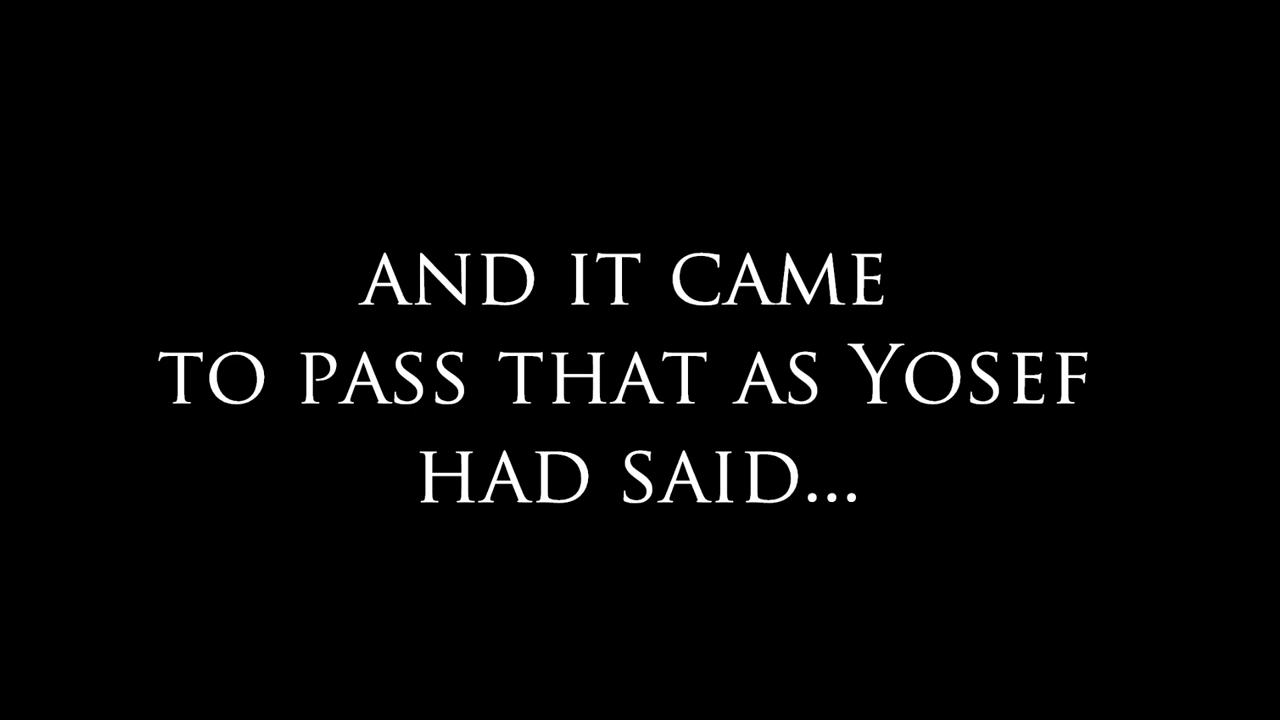 AND IT CAME
TO PASS THAT AS YOSEF
HAD SAID...